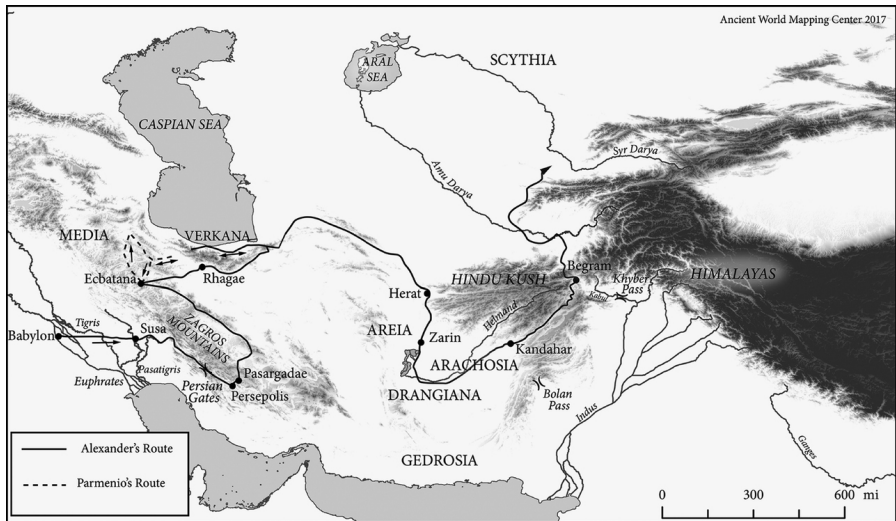 Ancient World Mapping Center 2017
ARAL
SEA
SCYTHIA
CASPIAN SEA
Syr Darya
Amu Darya
MEDIA
VERKANA
Ecbatana
Rhagae
HINDU KUSH
Begram
Khyber
Pass
HIMALAYAS
Kabul
Herat
Helmand
Tigris
Susa
ZAGROS
MOUNTAINS
AREIA
Zarin
Babylon
Kandahar
ARACHOSIA
Pasatigris
Euphrates
Persian
Gates
Pasargadae
Persepolis
DRANGIANA
Bolan
Pass
Indus
Ganges
GEDROSIA
Alexander's Route
Parmenio's Route
0 300 600 mi